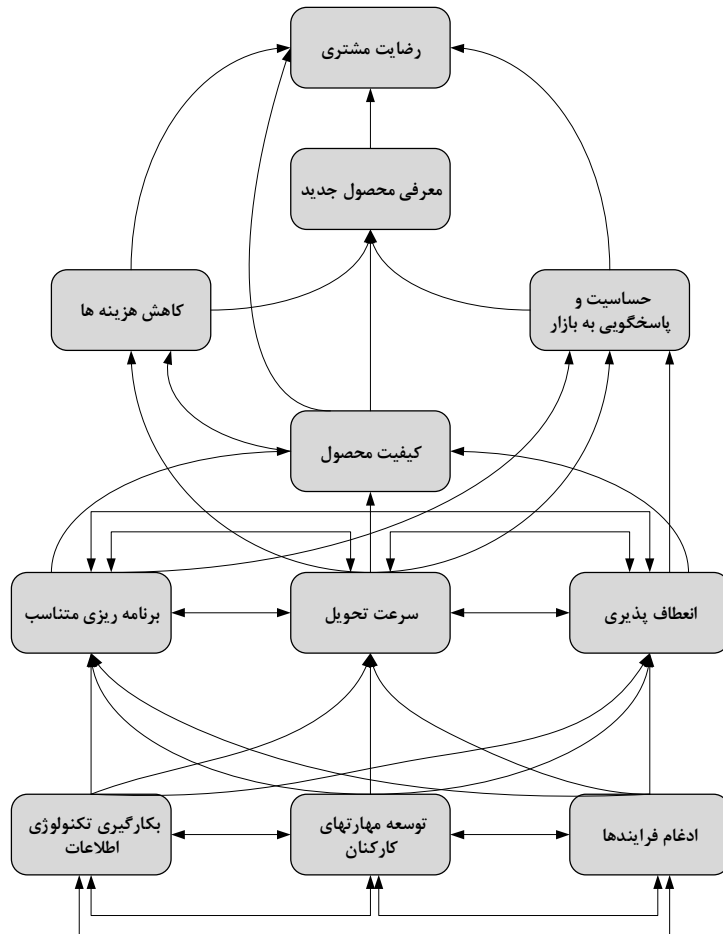 رضایت مشتری
معرفی محصول جدید
حساسیت و
پاسخگویی به بازار
کاهش هزینه ها
کیفیت محصول
انعطاف پذیری
سرعت تحویل
برنامه ریزی متناسب
ادغام فرایندها
توسعه مهارتهای
کارکنان
بکارگیری تکنولوژی
اطلاعات